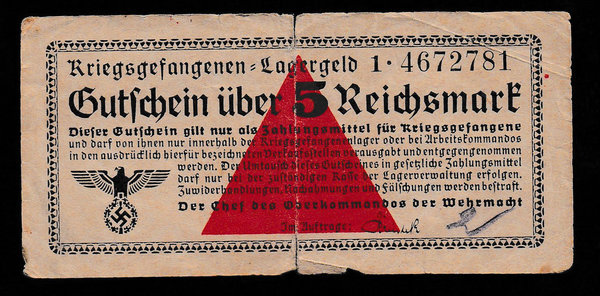 Kriegsgefangenen-Lagergeld 1·4672781
Gutschein über 5 Reichsmark
Dieser Gutschein gilt nur als Zahlungsmittel für Kriegsgefangene
und darf von ihnen nur innerhalb der Kriegsgefangenenlager oder bei Arbeitskommandos
in den ausdrücklich hierfür bezeichneten Verkaufsstellen verausgabt und entgegengenommen
werden. Der Umtausch dieses Gutscheines in gesetzliche Zahlungsmittel
darf nur bei der zuständigen Kasse der Lagerverwaltung erfolgen.
Zuwiderhandlungen, Nachahmungen und Fälschungen werden bestraft.
Der Chef des Oberkommandos der Wehrmacht
Im Auftrage: